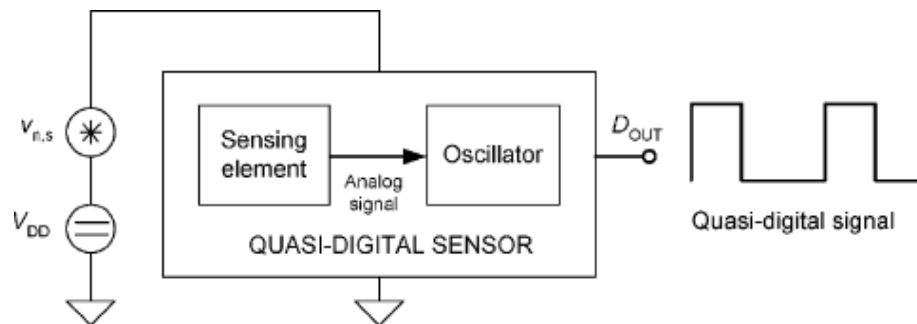 v n,s
V DD
Sensing
element
Analog
signal
Oscillator
QUASI-DIGITAL SENSOR
D OUT
Quasi-digital signal